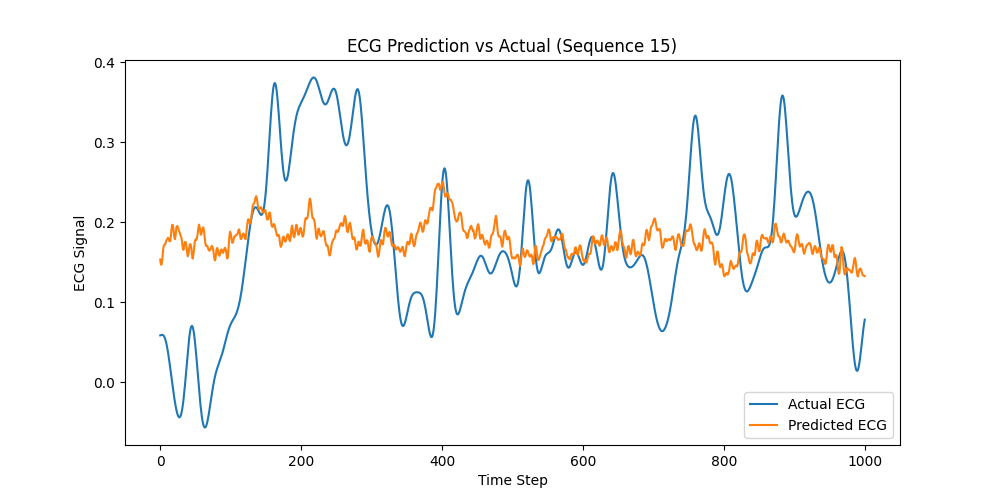 ECG Prediction vs Actual (Sequence 15)
0.4
0.3
0.2
0.1
0.0
ECG Signal
0
200
400
600
800
1000
Time Step
Actual ECG
Predicted ECG